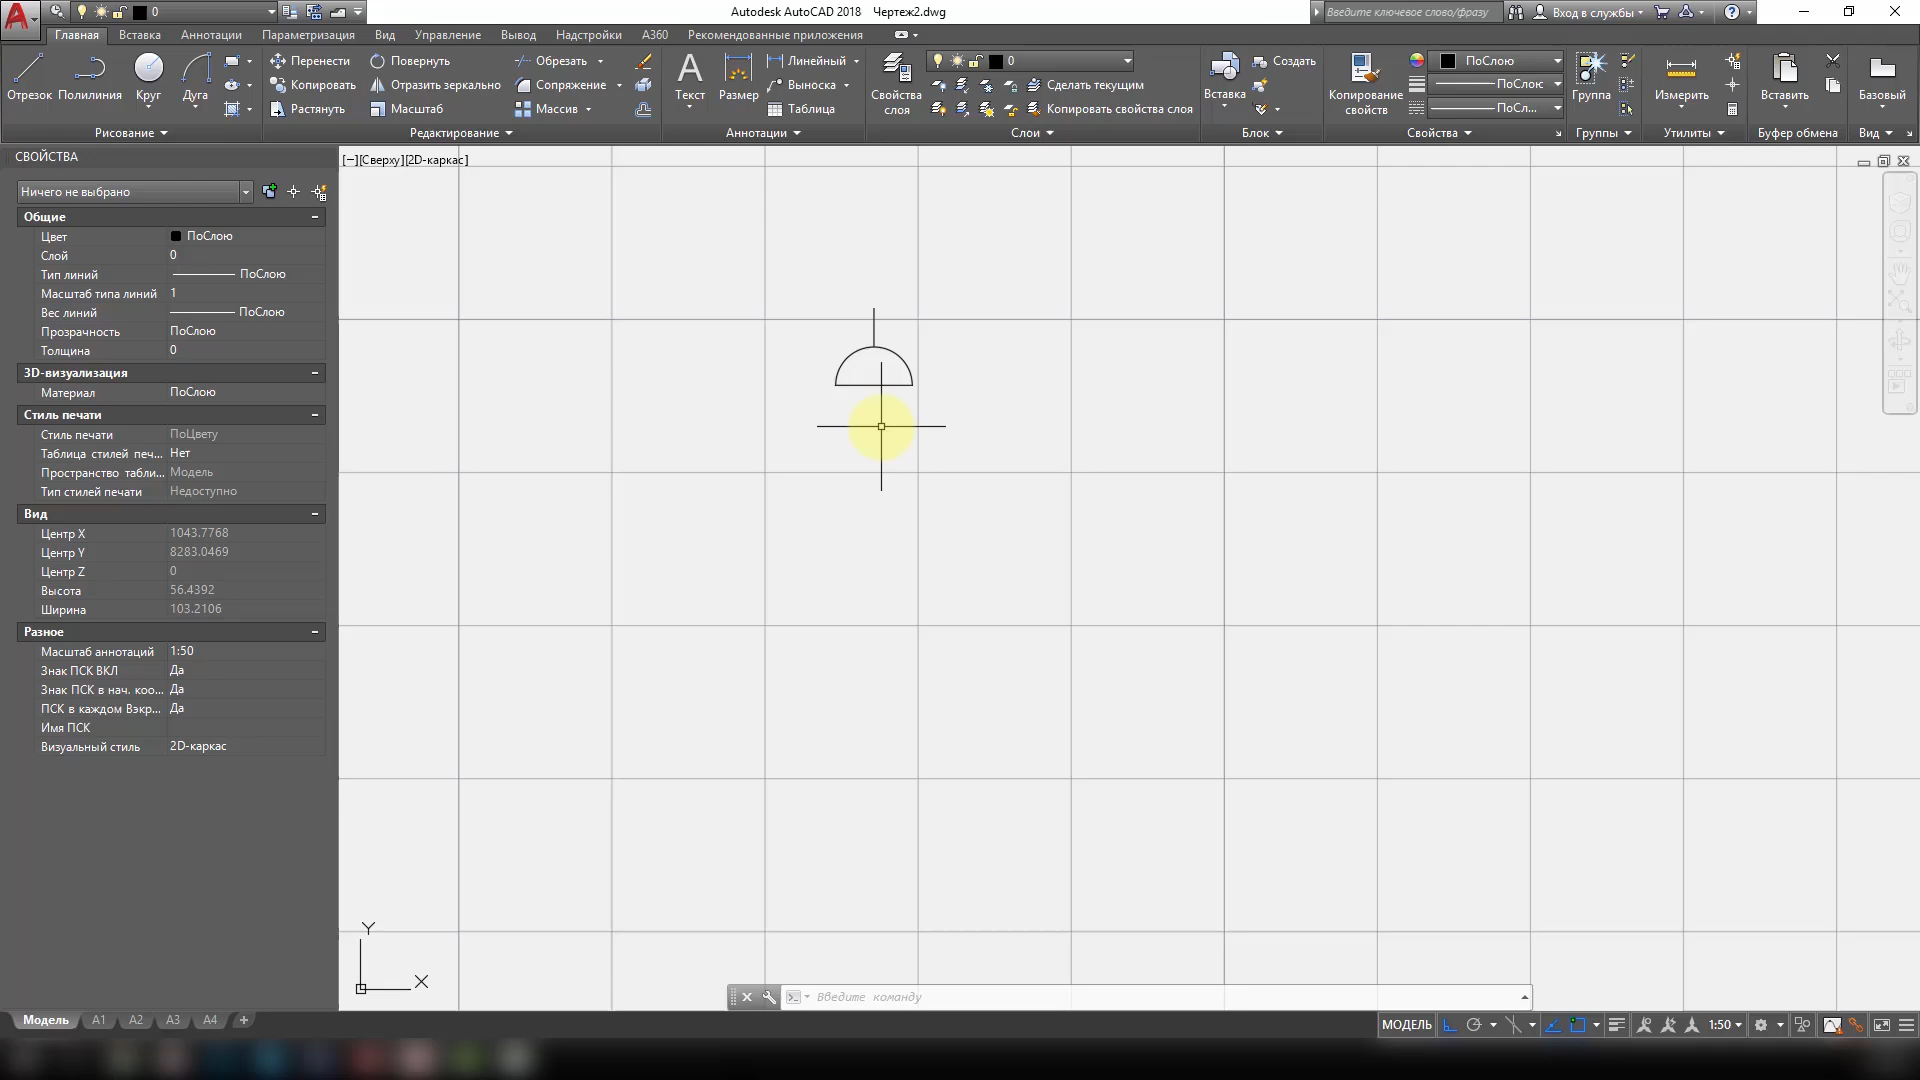 0
Autodesk AutoCAD 2018 Чертеж2.dwg
Введите ключевое слово/фразу
Вход в службы
Главная Вставка Аннотации Параметризация Вид Управление Вывод Надстройки A360 Рекомендованные приложения
Отрезок Полилиния Круг Дуга
Перенести Повернуть Обрезать
Копировать Отразить зеркально Сопряжение
Растянуть Масштаб Массив
Текст Размер
Линейный
Выноска
Таблица
Свойства слоя
0
Сделать текущим
Копировать свойства слоя
Вставка
Создать
Копирование свойств
ПоСлою
ПоСлою
ПоСл...
Группа
Измерить
Вставить
Базовый
Рисование Редактирование Аннотации Слои Блок Свойства Группы Утилиты Буфер обмена Вид
СВОЙСТВА
Ничего не выбрано
Общие
Цвет ПоСлою
Слой 0
Тип линий ПоСлою
Масштаб типа линий 1
Вес линий ПоСлою
Прозрачность ПоСлою
Толщина 0
3D-визуализация
Материал ПоСлою
Стиль печати
Стиль печати ПоЦвету
Таблица стилей печ... Нет
Пространство табли... Модель
Тип стилей печати Недоступно
Вид
Центр X 1043.7768
Центр Y 8283.0469
Центр Z 0
Высота 56.4392
Ширина 103.2106
Разное
Масштаб аннотаций 1:50
Знак ПСК ВКЛ Да
Знак ПСК в нач. коо... Да
ПСК в каждом Вэкр... Да
Имя ПСК
Визуальный стиль 2D-каркас
[−][Сверху][2D-каркас]
Y
X
Введите команду
Модель A1 A2 A3 A4 +
МОДЕЛЬ
1:50